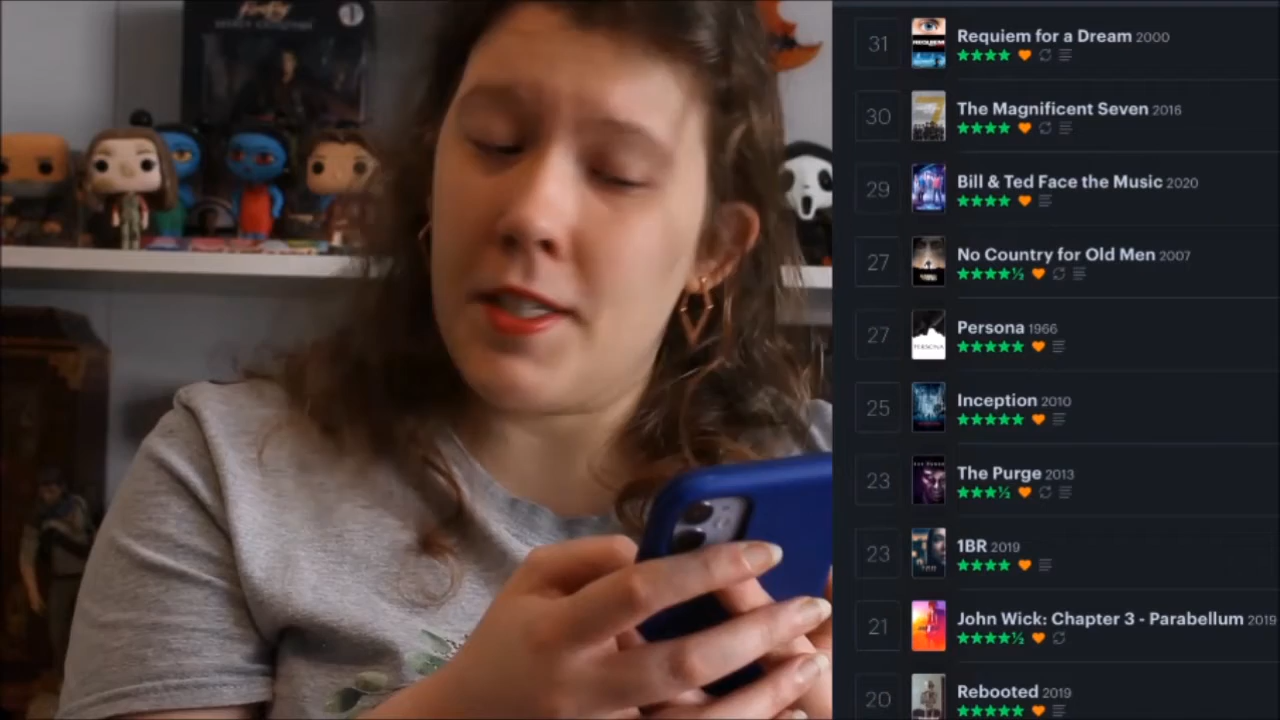 31
Requiem for a Dream 2000
30
The Magnificent Seven 2016
29
Bill & Ted Face the Music 2020
27
No Country for Old Men 2007
27
Persona 1966
25
Inception 2010
23
The Purge 2013
23
1BR 2019
21
John Wick: Chapter 3 - Parabellum 2019
20
Rebooted 2019